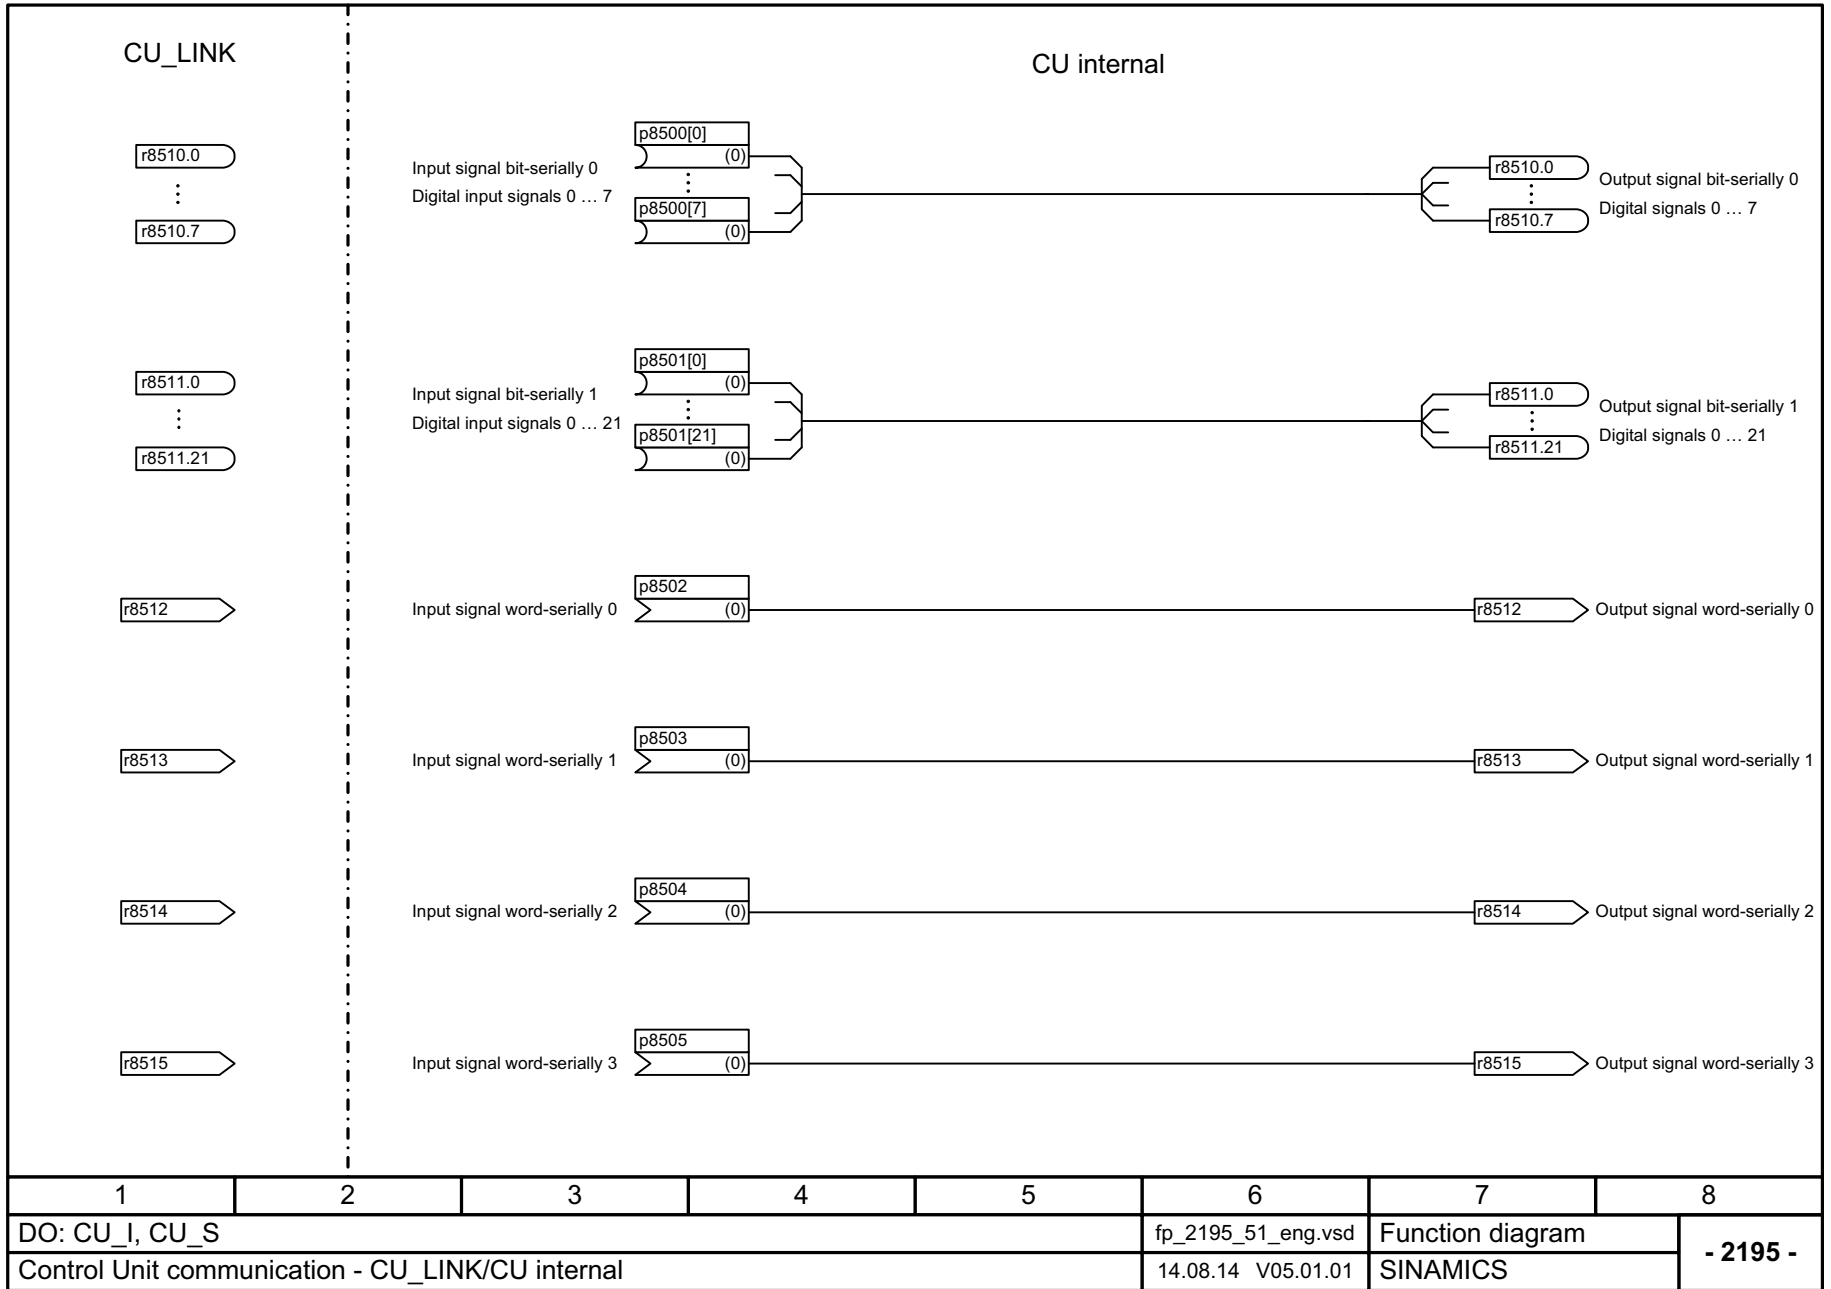 CU_LINK
CU internal
r8510.0
r8510.7
Input signal bit-serially 0
Digital input signals 0 … 7
p8500[0]
(0)
p8500[7]
(0)
r8510.0
r8510.7
Output signal bit-serially 0
Digital signals 0 … 7
r8511.0
r8511.21
Input signal bit-serially 1
Digital input signals 0 … 21
p8501[0]
(0)
p8501[21]
(0)
r8511.0
r8511.21
Output signal bit-serially 1
Digital signals 0 … 21
r8512
Input signal word-serially 0
p8502
(0)
r8512
Output signal word-serially 0
r8513
Input signal word-serially 1
p8503
(0)
r8513
Output signal word-serially 1
r8514
Input signal word-serially 2
p8504
(0)
r8514
Output signal word-serially 2
r8515
Input signal word-serially 3
p8505
(0)
r8515
Output signal word-serially 3
1 2 3 4 5 6 7 8
DO: CU_I, CU_S
fp_2195_51_eng.vsd
Function diagram
- 2195 -
Control Unit communication - CU_LINK/CU internal
14.08.14 V05.01.01
SINAMICS